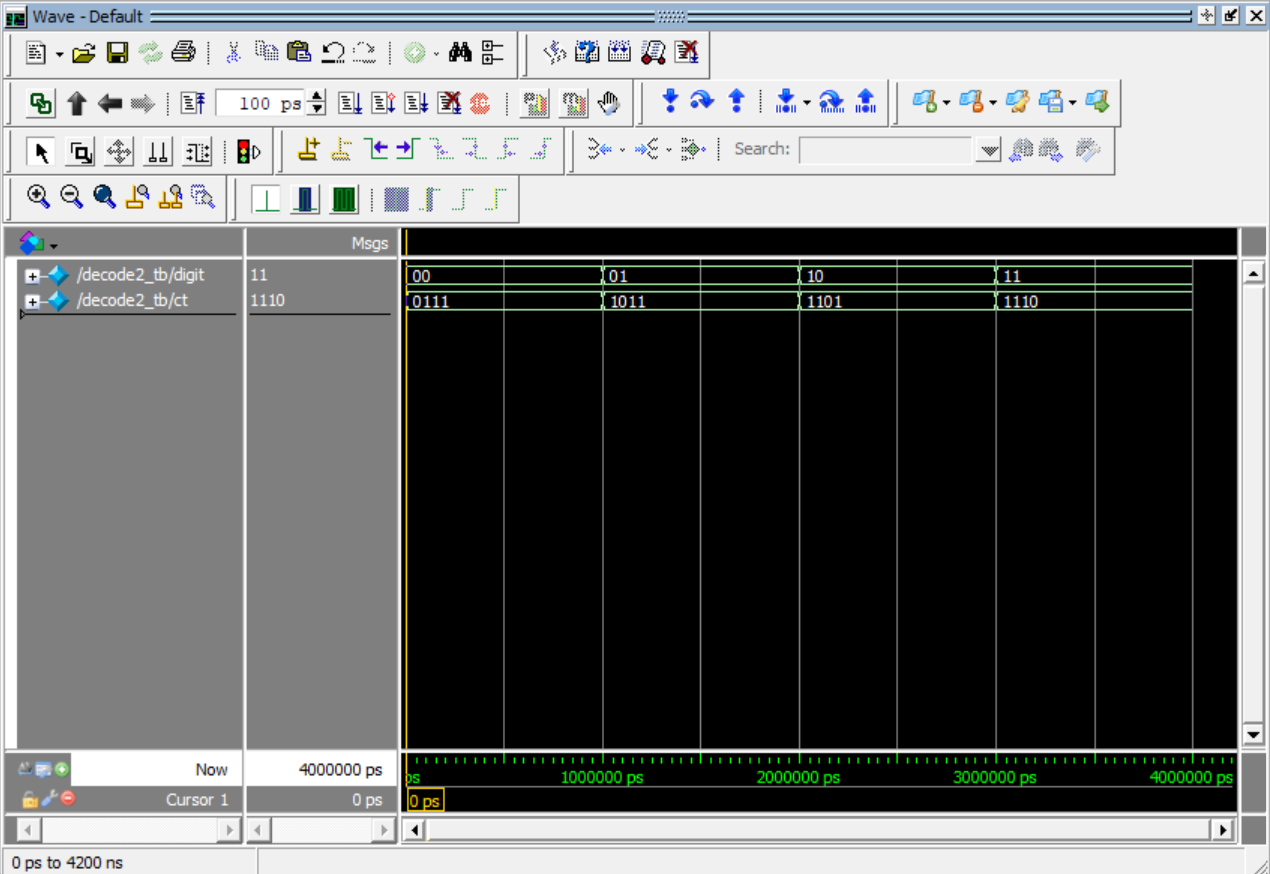 Wave - Default
100 ps
Search:
Msgs
/decode2_tb/digit 11 00 01 10 11
/decode2_tb/ct 1110 0111 1011 1101 1110
Now 4000000 ps ps 1000000 ps 2000000 ps 3000000 ps 4000000 ps
Cursor 1 0 ps 0 ps
0 ps to 4200 ns